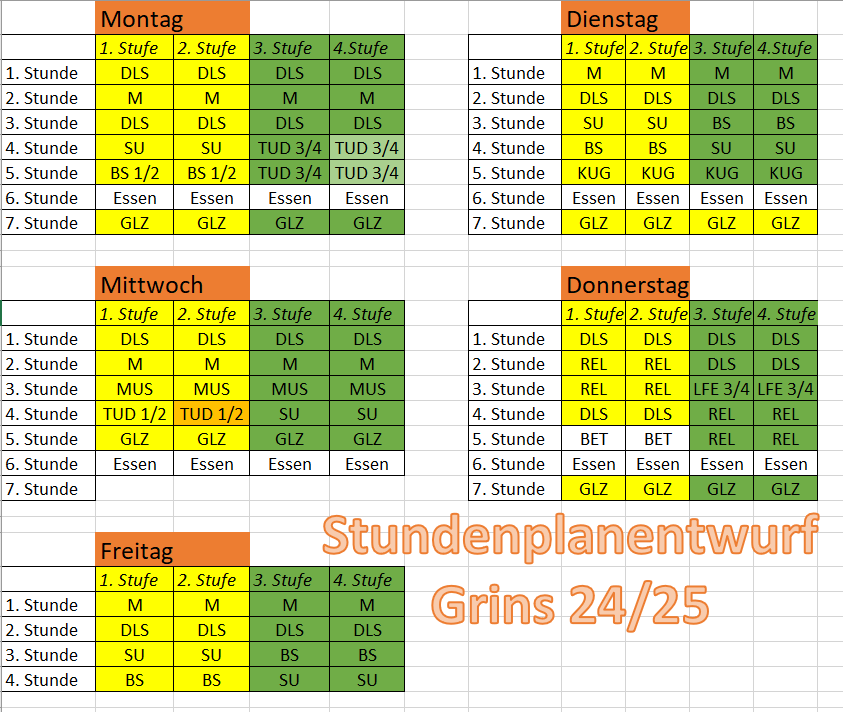 Montag
1. Stufe 2. Stufe 3. Stufe 4.Stufe
1. Stunde DLS DLS DLS DLS
2. Stunde M M M M
3. Stunde DLS DLS DLS DLS
4. Stunde SU SU TUD 3/4 TUD 3/4
5. Stunde BS 1/2 BS 1/2 TUD 3/4 TUD 3/4
6. Stunde Essen Essen Essen Essen
7. Stunde GLZ GLZ GLZ GLZ
Dienstag
1. Stufe 2. Stufe 3. Stufe 4.Stufe
1. Stunde M M M M
2. Stunde DLS DLS DLS DLS
3. Stunde SU SU BS BS
4. Stunde BS BS SU SU
5. Stunde KUG KUG KUG KUG
6. Stunde Essen Essen Essen Essen
7. Stunde GLZ GLZ GLZ GLZ
Mittwoch
1. Stufe 2. Stufe 3. Stufe 4. Stufe
1. Stunde DLS DLS DLS DLS
2. Stunde M M M M
3. Stunde MUS MUS MUS MUS
4. Stunde TUD 1/2 TUD 1/2 SU SU
5. Stunde GLZ GLZ GLZ GLZ
6. Stunde Essen Essen Essen Essen
7. Stunde
Donnerstag
1. Stufe 2. Stufe 3. Stufe 4. Stufe
1. Stunde DLS DLS DLS DLS
2. Stunde REL REL DLS DLS
3. Stunde REL REL LFE 3/4 LFE 3/4
4. Stunde DLS DLS REL REL
5. Stunde BET BET REL REL
6. Stunde Essen Essen Essen Essen
7. Stunde GLZ GLZ GLZ GLZ
Freitag
1. Stufe 2. Stufe 3. Stufe 4. Stufe
1. Stunde M M M M
2. Stunde DLS DLS DLS DLS
3. Stunde SU SU BS BS
4. Stunde BS BS SU SU
Stundenplanentwurf
Grins 24/25